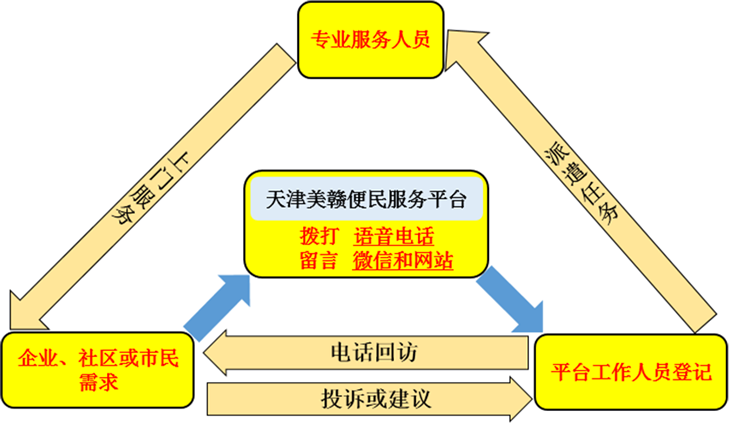 专业服务人员
上门服务
派遣任务
天津美赣便民服务平台
拨打 语音电话
留言 微信和网站
企业、社区或市民
需求
电话回访
投诉或建议
平台工作人员登记